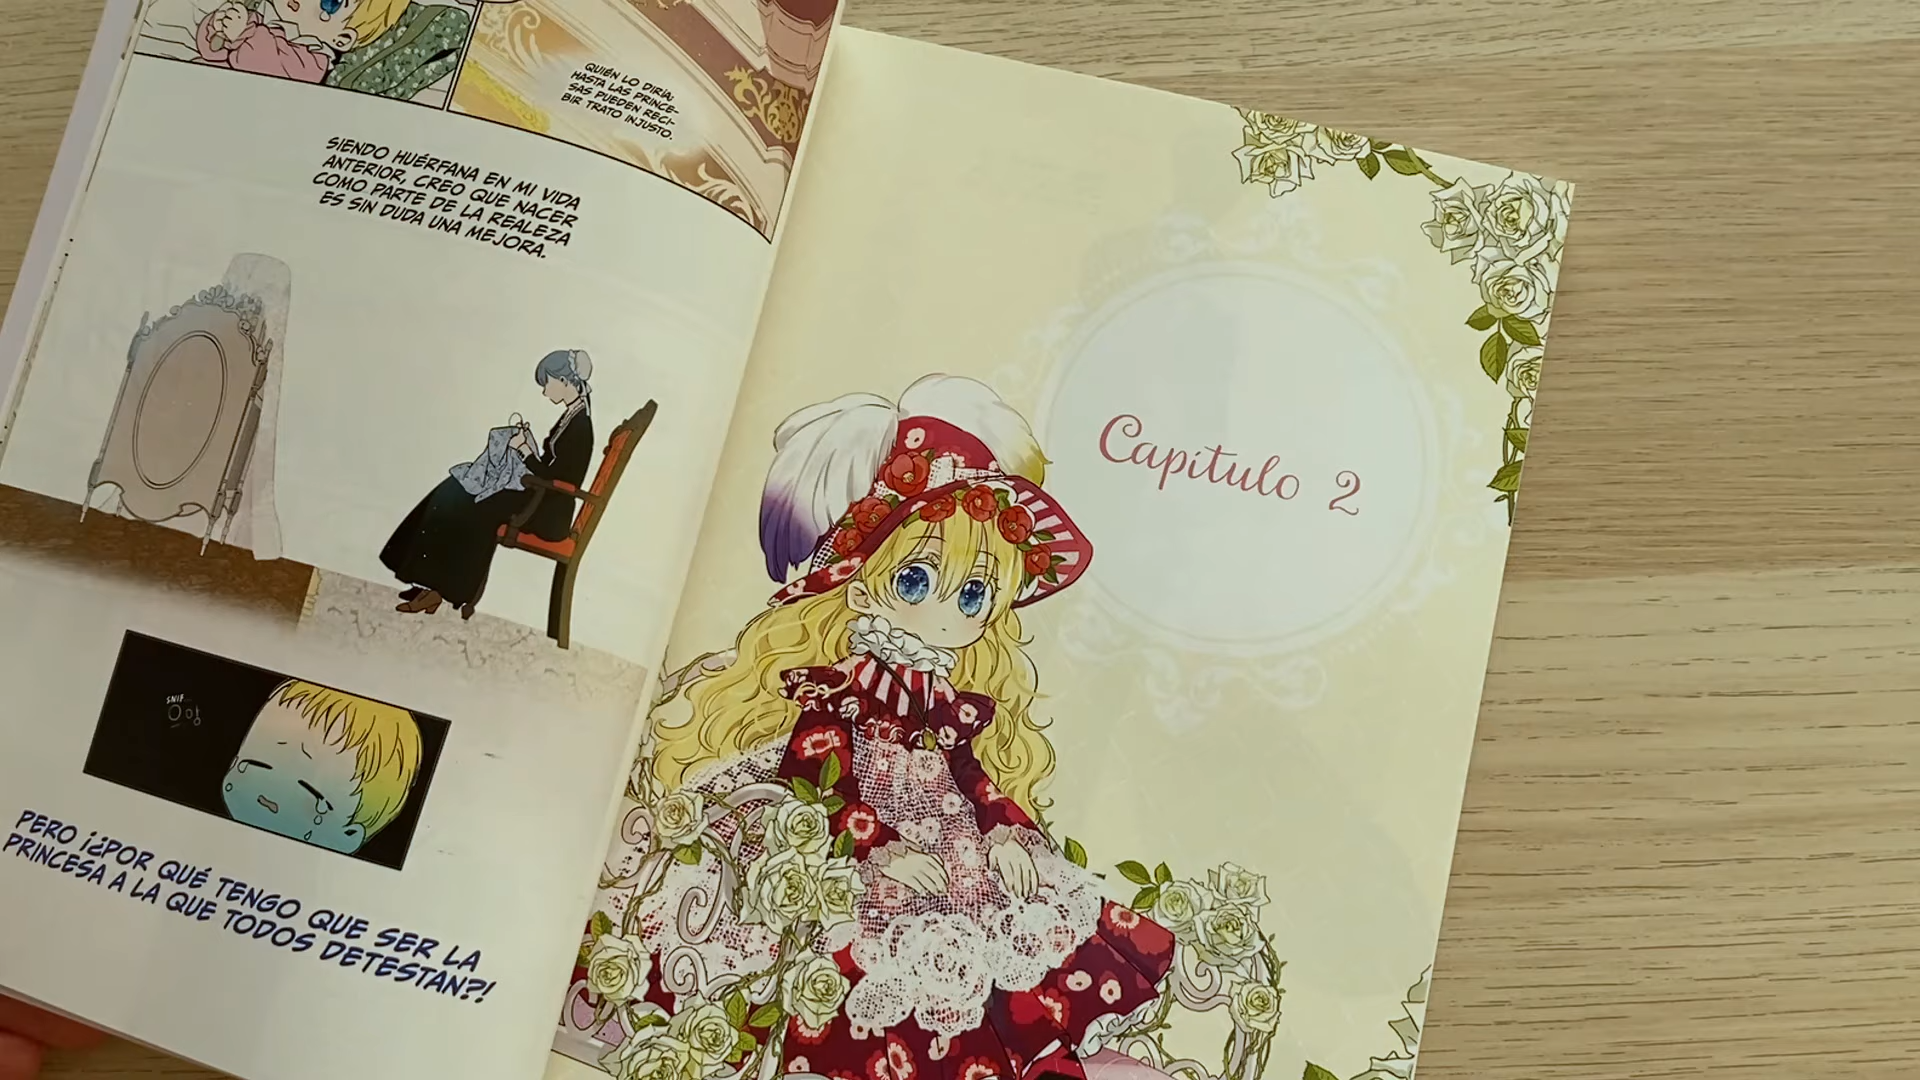 QUIÉN LO DIRÍA:
HASTA LAS PRINCE-
SAS PUEDEN RECI-
BIR TRATO INJUSTO.
SIENDO HUÉRFANA EN MI VIDA
ANTERIOR, CREO QUE NACER
COMO PARTE DE LA REALEZA
ES SIN DUDA UNA MEJORA.
SNIF...
으앙
PERO ¡¿POR QUÉ TENGO QUE SER LA
PRINCESA A LA QUE TODOS DETESTAN?!
Capítulo 2